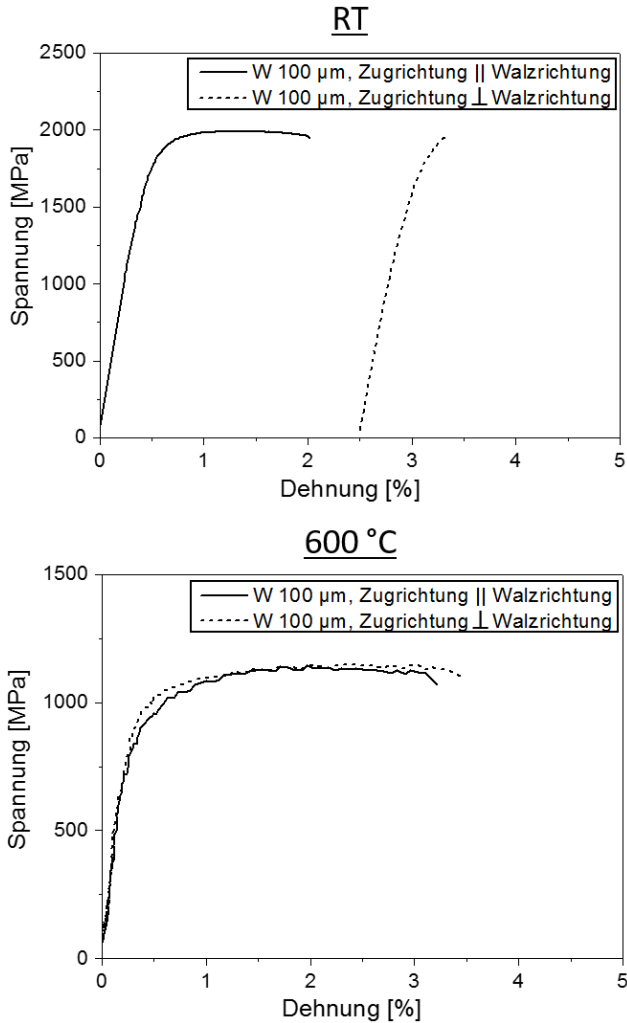 RT
2500
2000
1500
1000
500
0
W 100 µm, Zugrichtung || Walzrichtung
W 100 µm, Zugrichtung ⊥ Walzrichtung
Spannung [MPa]
0 1 2 3 4 5
Dehnung [%]
600 °C
1500
1000
500
0
W 100 µm, Zugrichtung || Walzrichtung
W 100 µm, Zugrichtung ⊥ Walzrichtung
Spannung [MPa]
0 1 2 3 4 5
Dehnung [%]